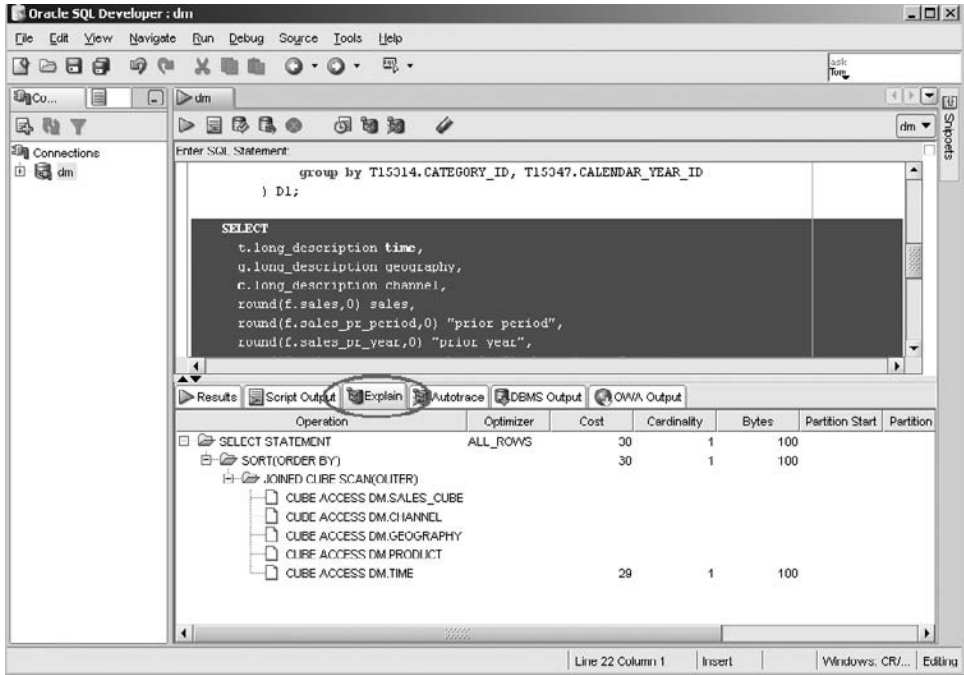 Oracle SQL Developer : dm
File Edit View Navigate Run Debug Source Tools Help
ask
Tom
Cu...
dm
Snippets
dm
Connections
dm
Enter SQL Statement:
group by T15314.CATEGORY_ID, T15347.CALENDAR_YEAR_ID
) D1;
SELECT
t.long_description time,
g.long_description geography,
c.long_description channel,
round(f.sales,0) sales,
round(f.sales_pr_period,0) "prior period",
round(f.sales_pr_year,0) "prior year",
Results Script Output Explain Autotrace DBMS Output OWA Output
Operation Optimizer Cost Cardinality Bytes Partition Start Partition
SELECT STATEMENT ALL_ROWS 30 1 100
SORT(ORDER BY) 30 1 100
JOINED CUBE SCAN(OUTER)
CUBE ACCESS DM.SALES_CUBE
CUBE ACCESS DM.CHANNEL
CUBE ACCESS DM.GEOGRAPHY
CUBE ACCESS DM.PRODUCT
CUBE ACCESS DM.TIME 29 1 100
Line 22 Column 1 Insert Windows: CR/... Editing